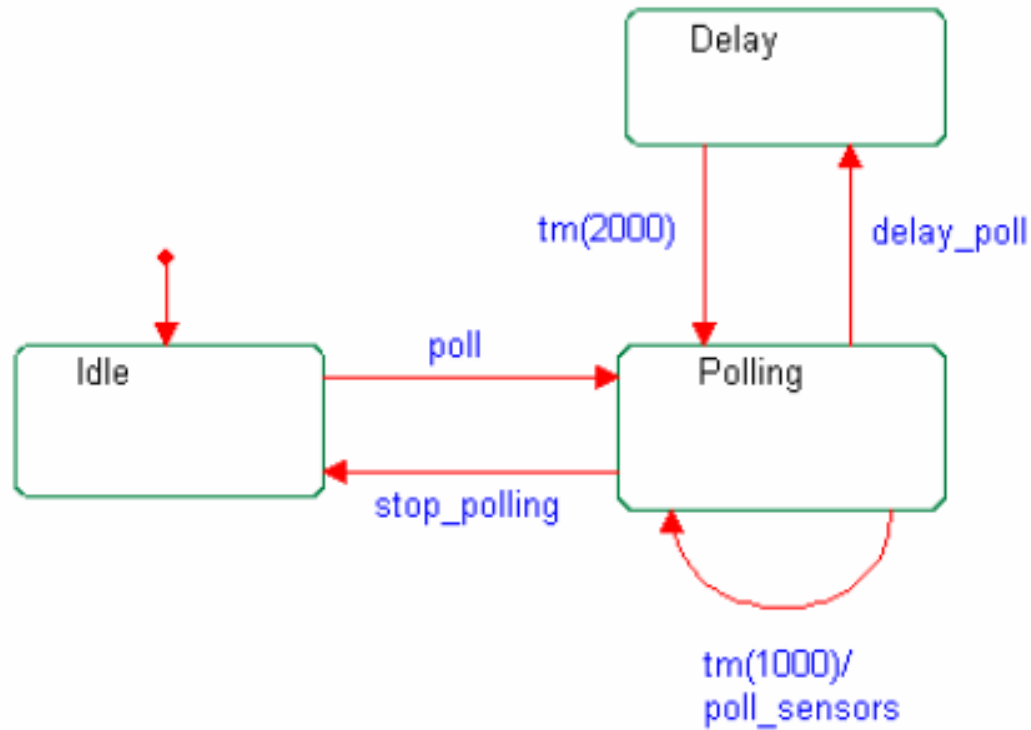 Delay
tm(2000)
delay_poll
Idle
poll
Polling
stop_polling
tm(1000)/
poll_sensors